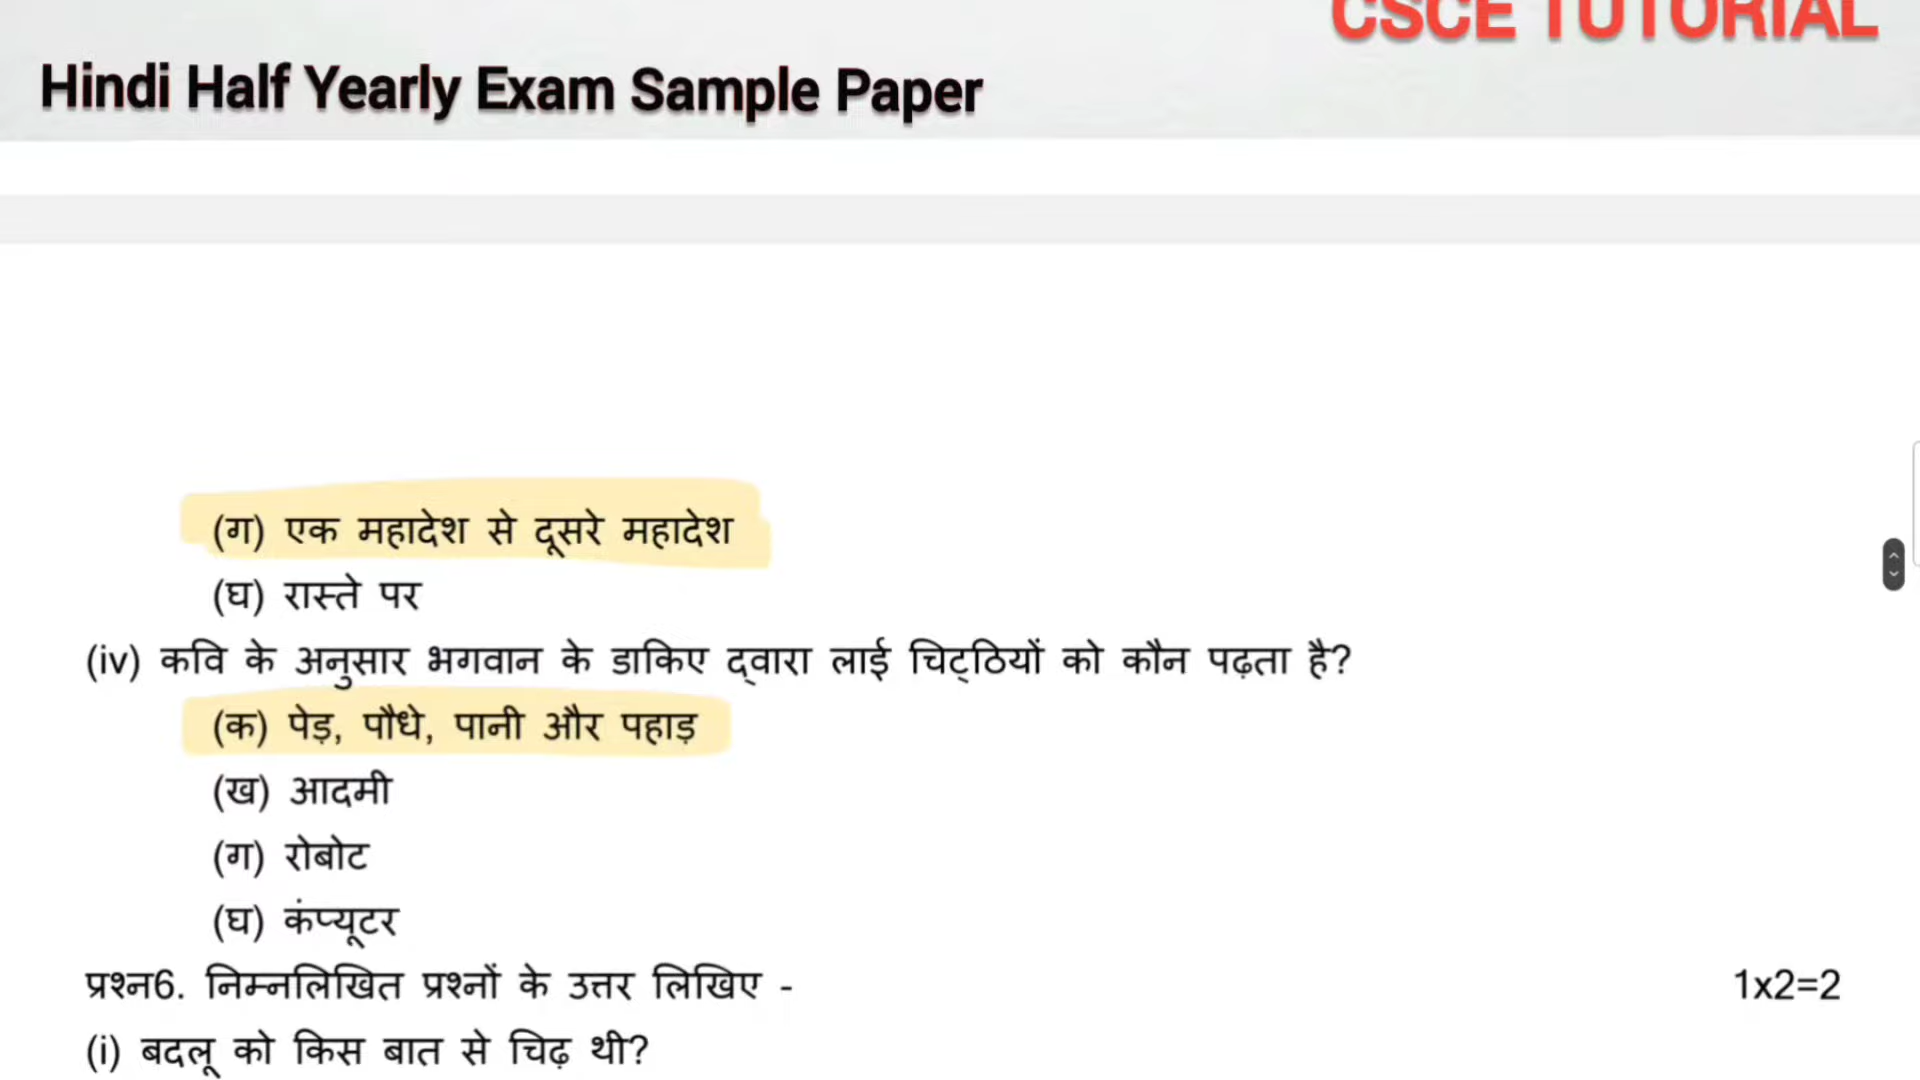 CSCE TUTORIAL
Hindi Half Yearly Exam Sample Paper
(ग) एक महादेश से दूसरे महादेश
(घ) रास्ते पर
(iv) कवि के अनुसार भगवान के डाकिए द्वारा लाई चिट्ठियों को कौन पढ़ता है?
(क) पेड़, पौधे, पानी और पहाड़
(ख) आदमी
(ग) रोबोट
(घ) कंप्यूटर
प्रश्न6. निम्नलिखित प्रश्नों के उत्तर लिखिए - 1x2=2
(i) बदलू को किस बात से चिढ़ थी?